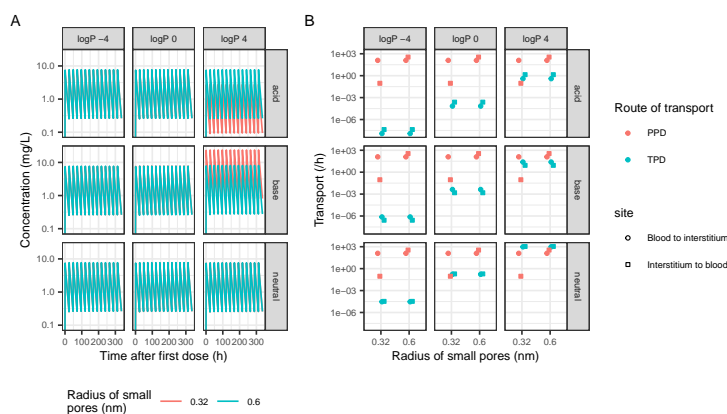 A
logP −4
logP 0
logP 4
Concentration (mg/L)
10.0
1.0
0.1
acid
10.0
1.0
0.1
base
10.0
1.0
0.1
neutral
0 100 200 300
0 100 200 300
0 100 200 300
Time after first dose (h)
Radius of small
pores (nm)
0.32
0.6
B
logP −4
logP 0
logP 4
Transport (/h)
1e+03
1e+00
1e−03
1e−06
acid
1e+03
1e+00
1e−03
1e−06
base
1e+03
1e+00
1e−03
1e−06
neutral
0.32
0.6
0.32
0.6
0.32
0.6
Radius of small pores (nm)
Route of transport
PPD
TPD
site
Blood to interstitium
Interstitium to blood